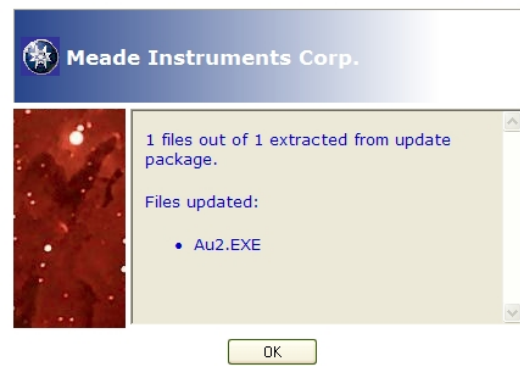 Meade Instruments Corp.
1 files out of 1 extracted from update
package.
Files updated:
• Au2.EXE
OK